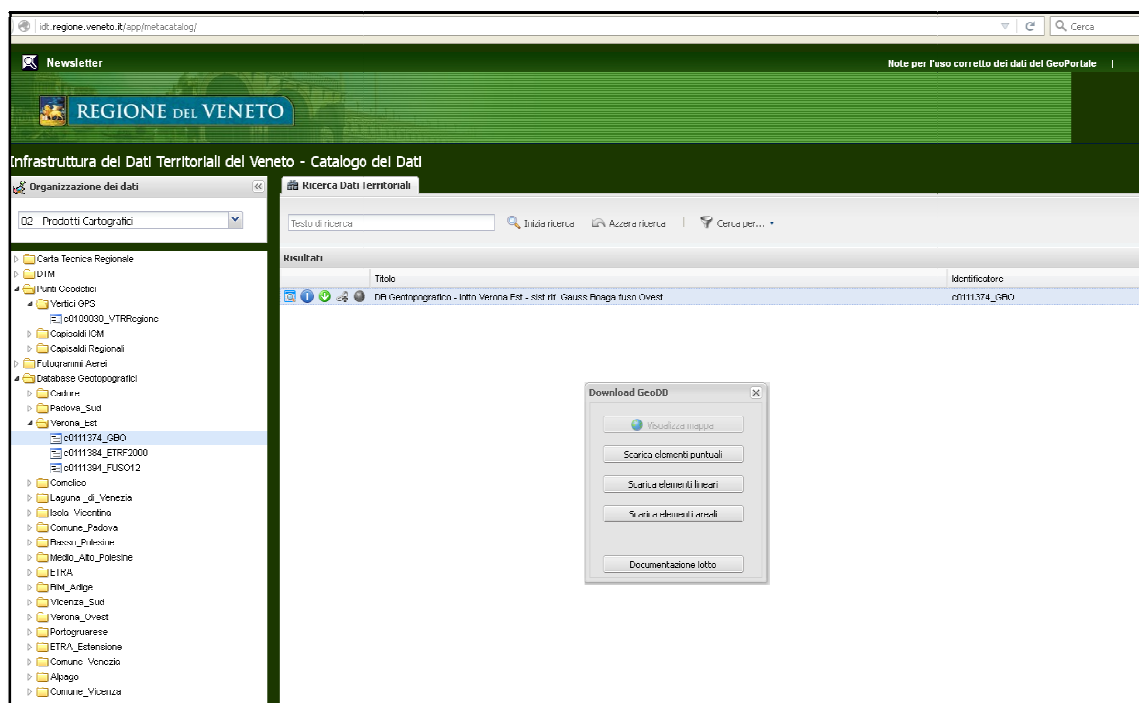 idt.regione.veneto.it/app/metacatalog/
Cerca
Newsletter
Note per l'uso corretto dei dati del GeoPortale |
REGIONE DEL VENETO
Infrastruttura dei Dati Territoriali del Veneto - Catalogo dei Dati
Organizzazione dei dati
Ricerca Dati Territoriali
02 Prodotti Cartografici
Testo di ricerca
Inizia ricerca
Azzera ricerca
Cerca per...
Risultati
Titolo
Identificatore
DB Geotopografico - lotto Verona Est - sist rif. Gauss Boaga fuso Ovest
c0111374_GBO
Carta Tecnica Regionale
DTM
Punti Geodetici
Vertici GPS
c0109030_VTRRegione
Capisaldi IGM
Capisaldi Regionali
Fotogrammi Aerei
Database Geotopografici
Cadore
Padova_Sud
Verona_Est
c0111374_GBO
c0111384_ETRF2000
c0111394_FUSO12
Comelico
Laguna_di_Venezia
Isola_Vicentina
Comune_Padova
Basso_Polesine
Medio_Alto_Polesine
ETRA
BIM_Adige
Vicenza_Sud
Verona_Ovest
Portogruarese
ETRA_Estensione
Comune_Venezia
Alpago
Comune_Vicenza
Download GeoDB
Visualizza mappa
Scarica elementi puntuali
Scarica elementi lineari
Scarica elementi areali
Documentazione lotto